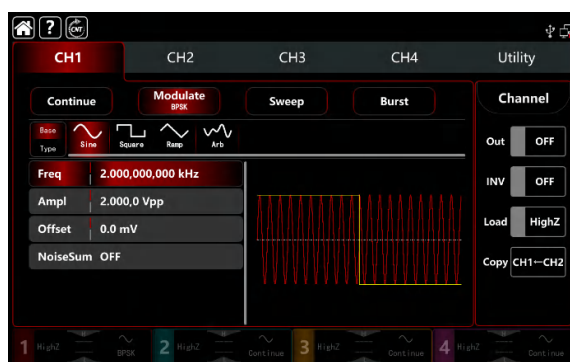 ? CNT
CH1 CH2 CH3 CH4 Utility
Continue Modulate Sweep Burst Channel
BPSK
Base
Type Sine Square Ramp Arb
Out OFF
Freq 2.000,000,000 kHz
INV OFF
Ampl 2.000,0 Vpp
Offset 0.0 mV
Load HighZ
NoiseSum OFF
Copy CH1←CH2
1 HighZ BPSK 2 HighZ Continue 3 HighZ Continue 4 HighZ Continue